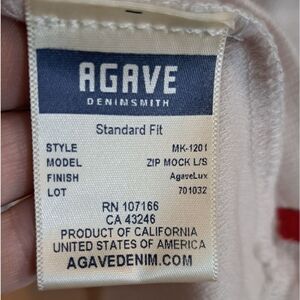 AGAVE
DENIMSMITH
Standard Fit
STYLE MK-1201
MODEL ZIP MOCK L/S
FINISH AgaveLux
LOT 701032
RN 107166
CA 43246
PRODUCT OF CALIFORNIA
UNITED STATES OF AMERICA
AGAVEDENIM.COM